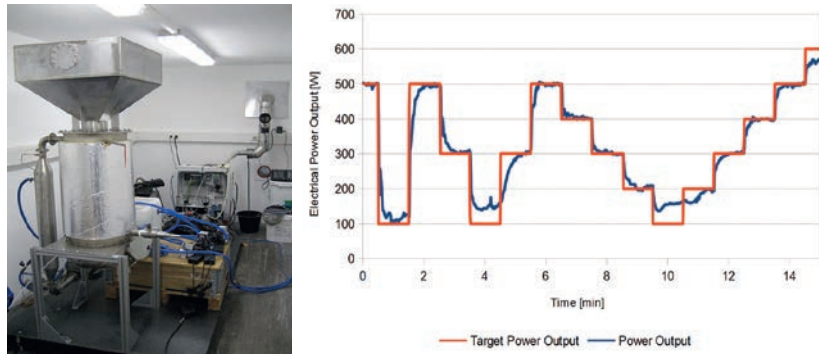 Electrical Power Output [W]
700
600
500
400
300
200
100
0
0 2 4 6 8 10 12 14
Time [min]
Target Power Output Power Output